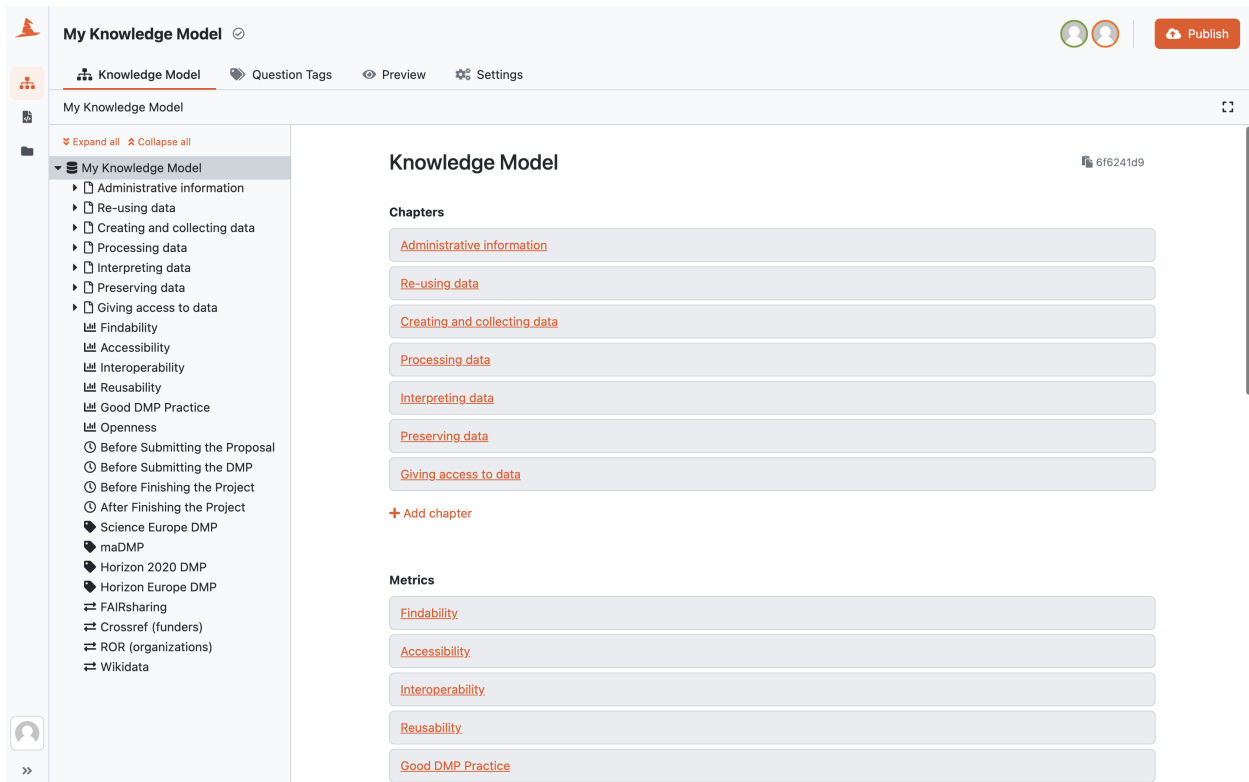 My Knowledge Model
Publish
Knowledge Model
Question Tags
Preview
Settings
My Knowledge Model
Expand all
Collapse all
My Knowledge Model
Administrative information
Re-using data
Creating and collecting data
Processing data
Interpreting data
Preserving data
Giving access to data
Findability
Accessibility
Interoperability
Reusability
Good DMP Practice
Openness
Before Submitting the Proposal
Before Submitting the DMP
Before Finishing the Project
After Finishing the Project
Science Europe DMP
maDMP
Horizon 2020 DMP
Horizon Europe DMP
FAIRsharing
Crossref (funders)
ROR (organizations)
Wikidata
Knowledge Model
6f6241d9
Chapters
Administrative information
Re-using data
Creating and collecting data
Processing data
Interpreting data
Preserving data
Giving access to data
Add chapter
Metrics
Findability
Accessibility
Interoperability
Reusability
Good DMP Practice